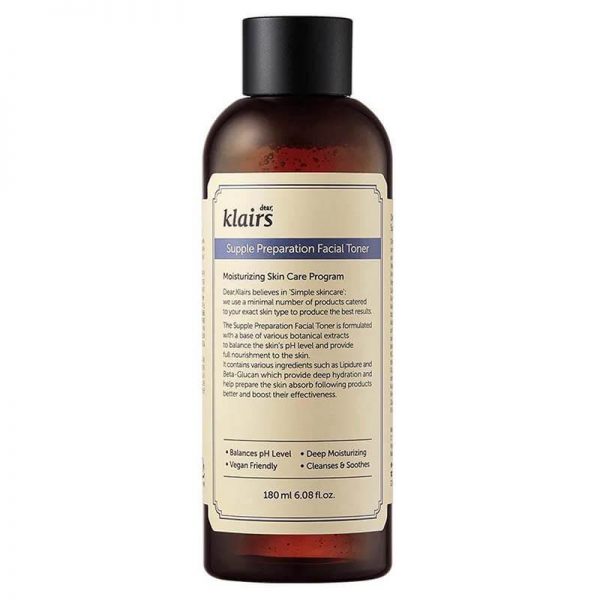 dear,
klairs
Supple Preparation Facial Toner
Moisturizing Skin Care Program
Dear,Klairs believes in 'Simple skincare';
we use a minimal number of products catered
to your exact skin type to produce the best results.
The Supple Preparation Facial Toner is formulated
with a base of various botanical extracts
to balance the skin's pH level and provide
full nourishment to the skin.
It contains various ingredients such as Lipidure and
Beta-Glucan which provide deep hydration and
help prepare the skin absorb following products
better and boost their effectiveness.
• Balances pH Level • Deep Moisturizing
• Vegan Friendly • Cleanses & Soothes
180 ml 6.08 fl.oz.